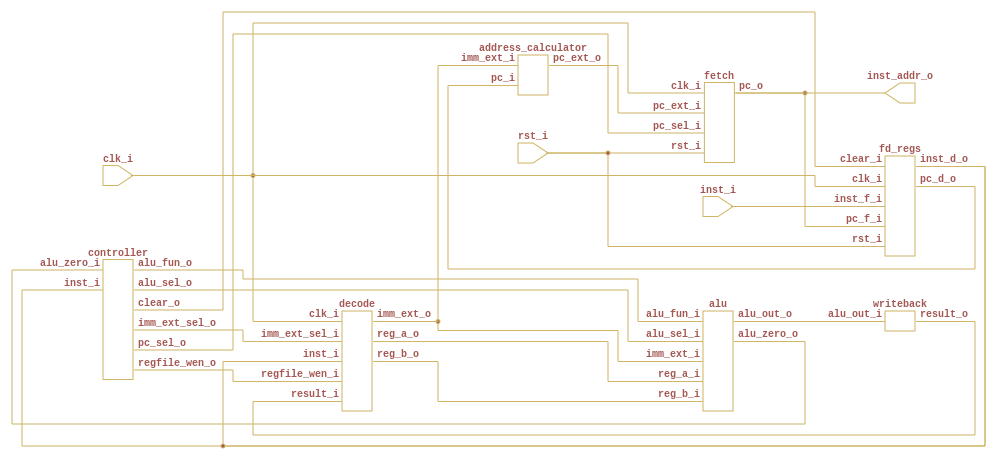 address_calculator
imm_ext_i
pc_ext_o
pc_i
fetch
clk_i
pc_o
pc_ext_i
pc_sel_i
rst_i
inst_addr_o
rst_i
clk_i
fd_regs
clear_i
inst_d_o
clk_i
pc_d_o
inst_f_i
pc_f_i
rst_i
inst_i
controller
alu_zero_i
alu_fun_o
inst_i
alu_sel_o
clear_o
imm_ext_sel_o
pc_sel_o
regfile_wen_o
decode
clk_i
imm_ext_o
imm_ext_sel_i
reg_a_o
inst_i
reg_b_o
regfile_wen_i
result_i
alu
alu_fun_i
alu_out_o
alu_sel_i
alu_zero_o
imm_ext_i
reg_a_i
reg_b_i
writeback
alu_out_i
result_o